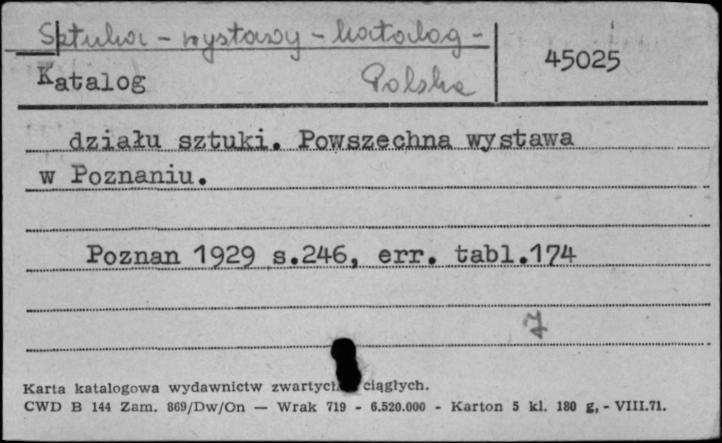 Sztuka - wystawy - katalog -
45025
Katalog
Polska
działu sztuki. Powszechna wystawa
w Poznaniu.
Poznan 1929 s.246, err. tabl.174
Karta katalogowa wydawnictw zwartych ciągłych.
CWD B 144 Zam. 869/Dw/On — Wrak 719 - 6.520.000 - Karton 5 kl. 180 g, - VIII.71.